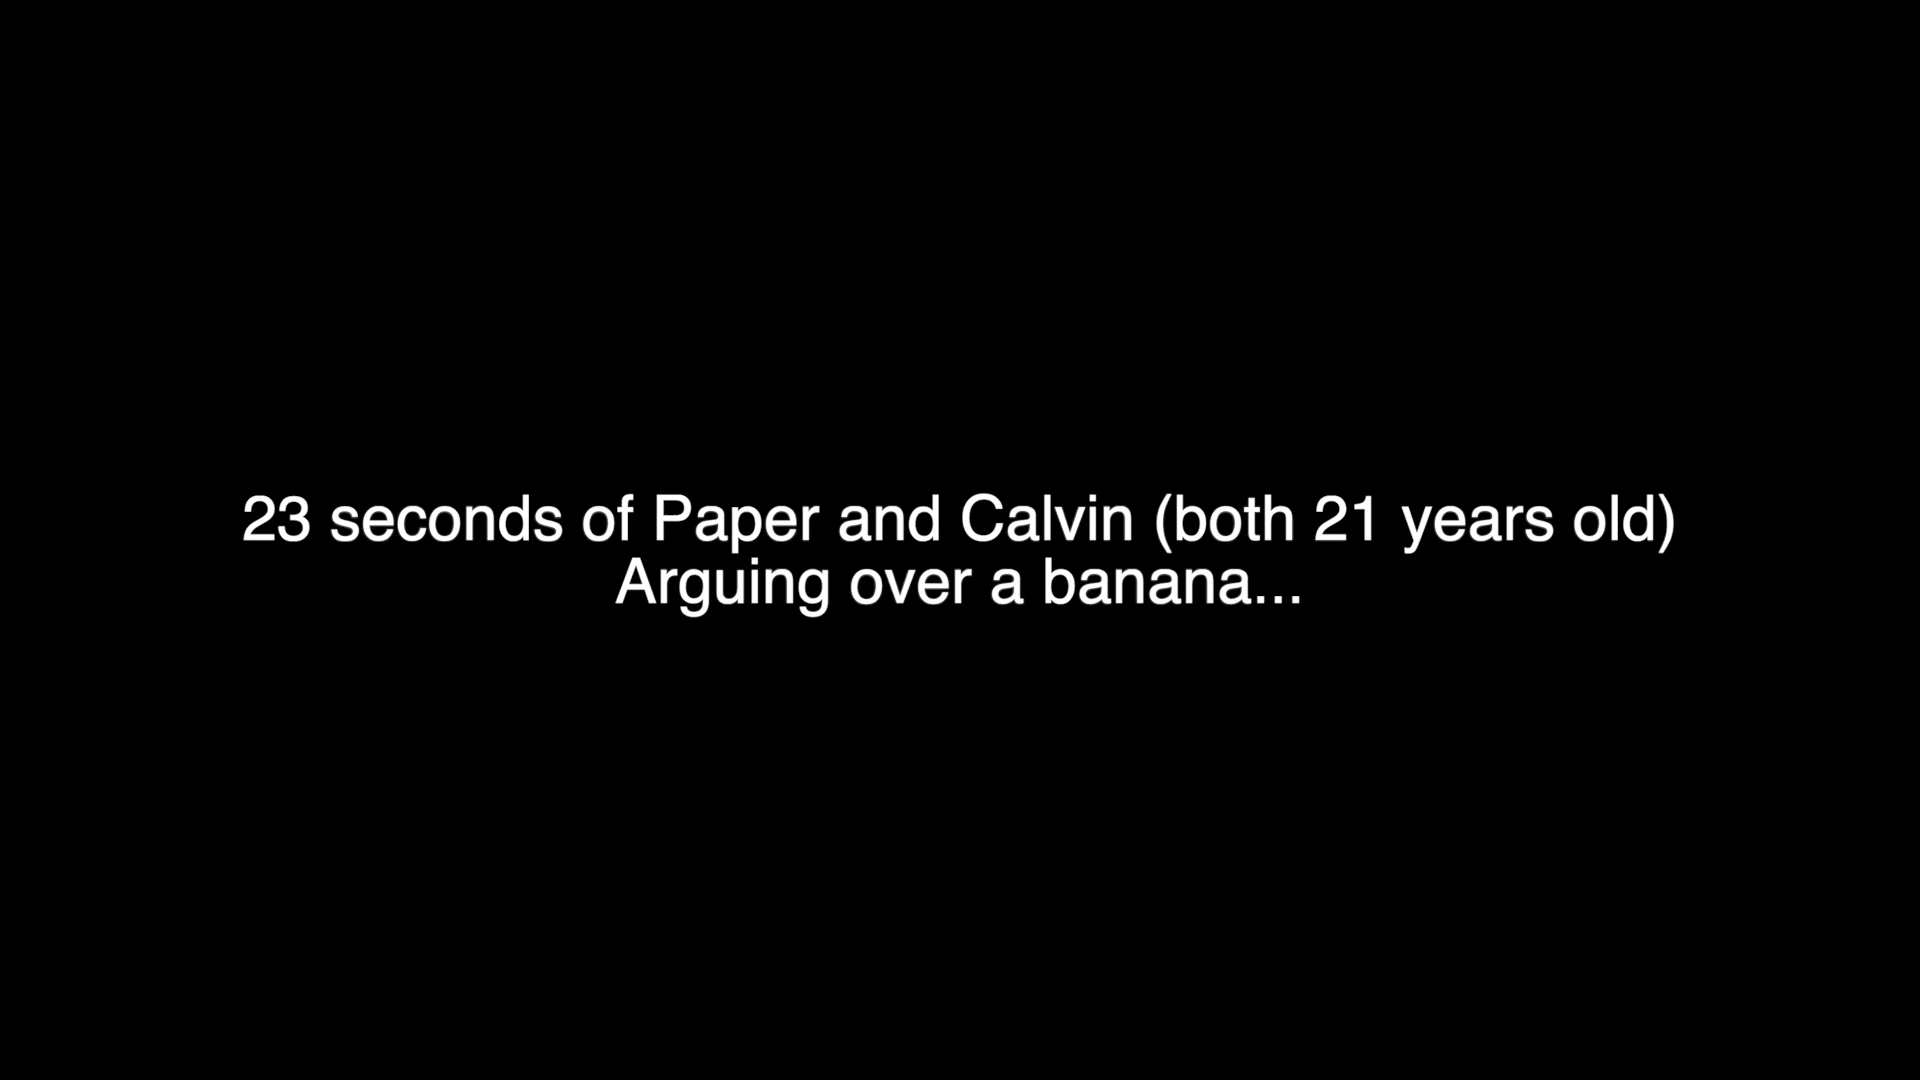 23 seconds of Paper and Calvin (both 21 years old)
Arguing over a banana...